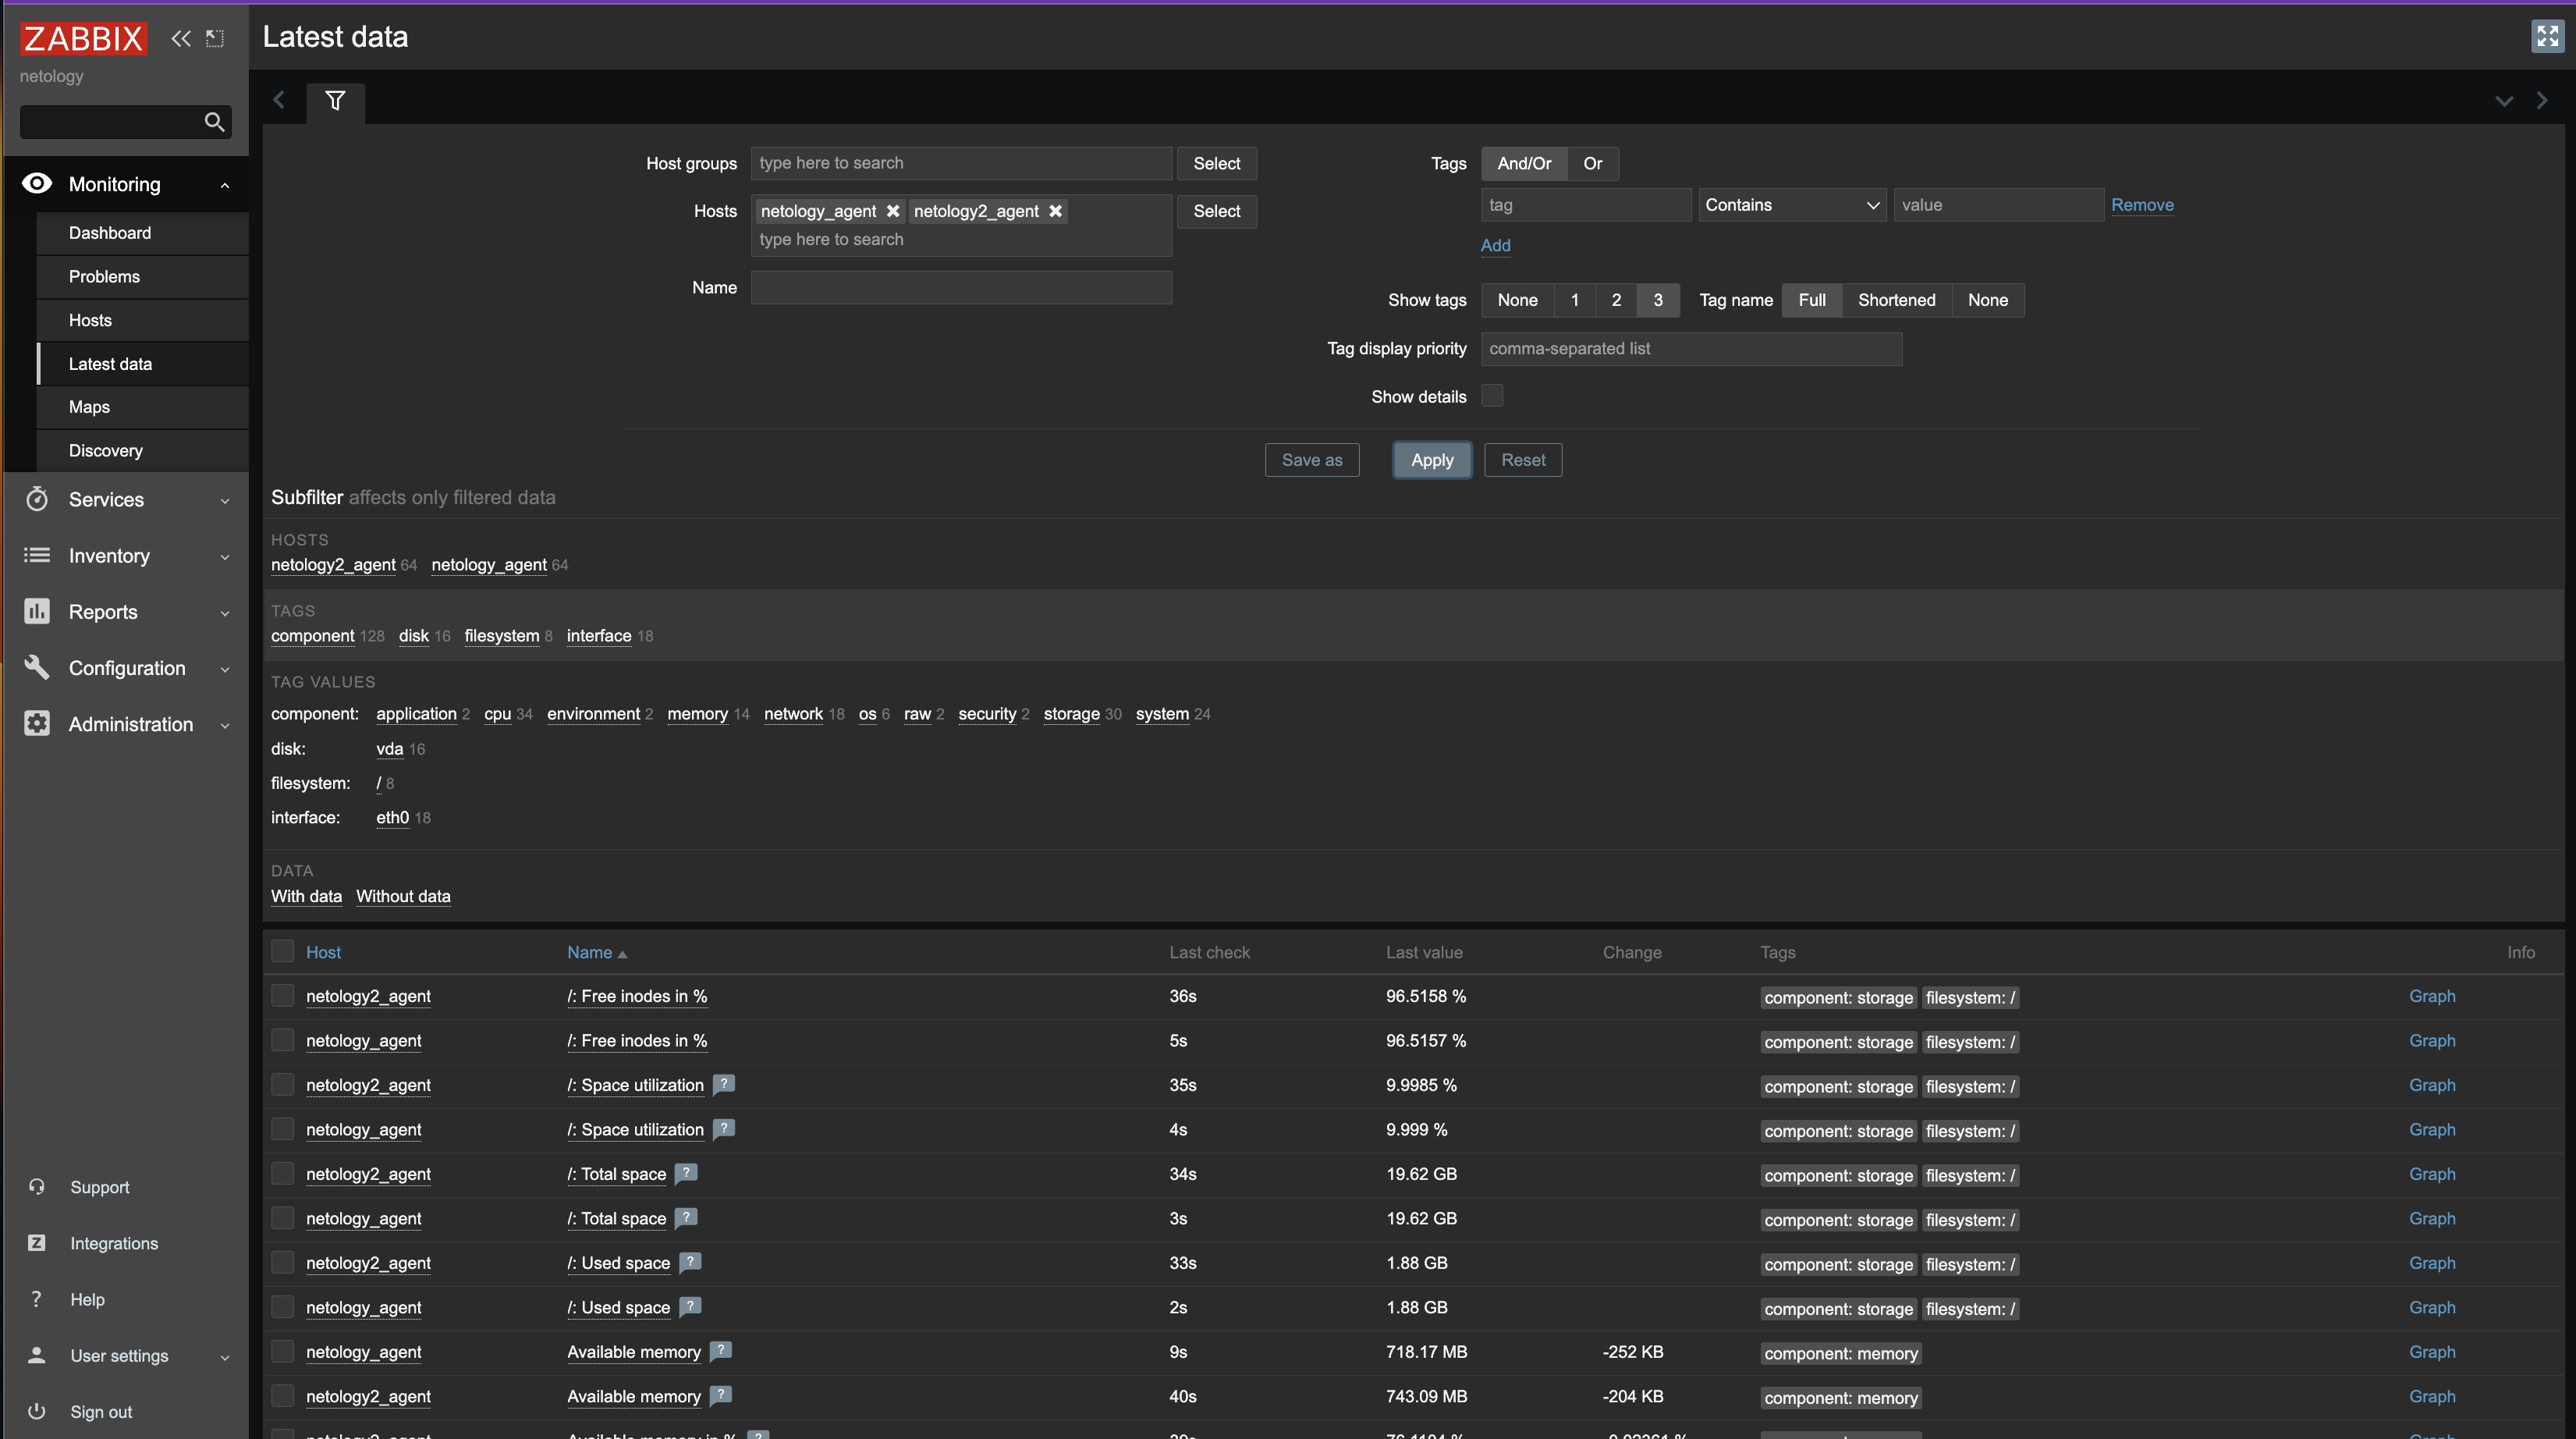 ZABBIX
netology
Latest data
Monitoring
Dashboard
Problems
Hosts
Latest data
Maps
Discovery
Services
Inventory
Reports
Configuration
Administration
Support
Integrations
Help
User settings
Sign out
Host groups type here to search Select
Hosts netology_agent netology2_agent Select
type here to search
Name
Tags And/Or Or
tag Contains value Remove
Add
Show tags None 1 2 3 Tag name Full Shortened None
Tag display priority comma-separated list
Show details
Save as Apply Reset
Subfilter affects only filtered data
HOSTS
netology2_agent 64 netology_agent 64
TAGS
component 128 disk 16 filesystem 8 interface 18
TAG VALUES
component: application 2 cpu 34 environment 2 memory 14 network 18 os 6 raw 2 security 2 storage 30 system 24
disk: vda 16
filesystem: / 8
interface: eth0 18
DATA
With data Without data
Host Name Last check Last value Change Tags Info
netology2_agent /: Free inodes in % 36s 96.5158 % component: storage filesystem: / Graph
netology_agent /: Free inodes in % 5s 96.5157 % component: storage filesystem: / Graph
netology2_agent /: Space utilization ? 35s 9.9985 % component: storage filesystem: / Graph
netology_agent /: Space utilization ? 4s 9.999 % component: storage filesystem: / Graph
netology2_agent /: Total space ? 34s 19.62 GB component: storage filesystem: / Graph
netology_agent /: Total space ? 3s 19.62 GB component: storage filesystem: / Graph
netology2_agent /: Used space ? 33s 1.88 GB component: storage filesystem: / Graph
netology_agent /: Used space ? 2s 1.88 GB component: storage filesystem: / Graph
netology_agent Available memory ? 9s 718.17 MB -252 KB component: memory Graph
netology2_agent Available memory ? 40s 743.09 MB -204 KB component: memory Graph